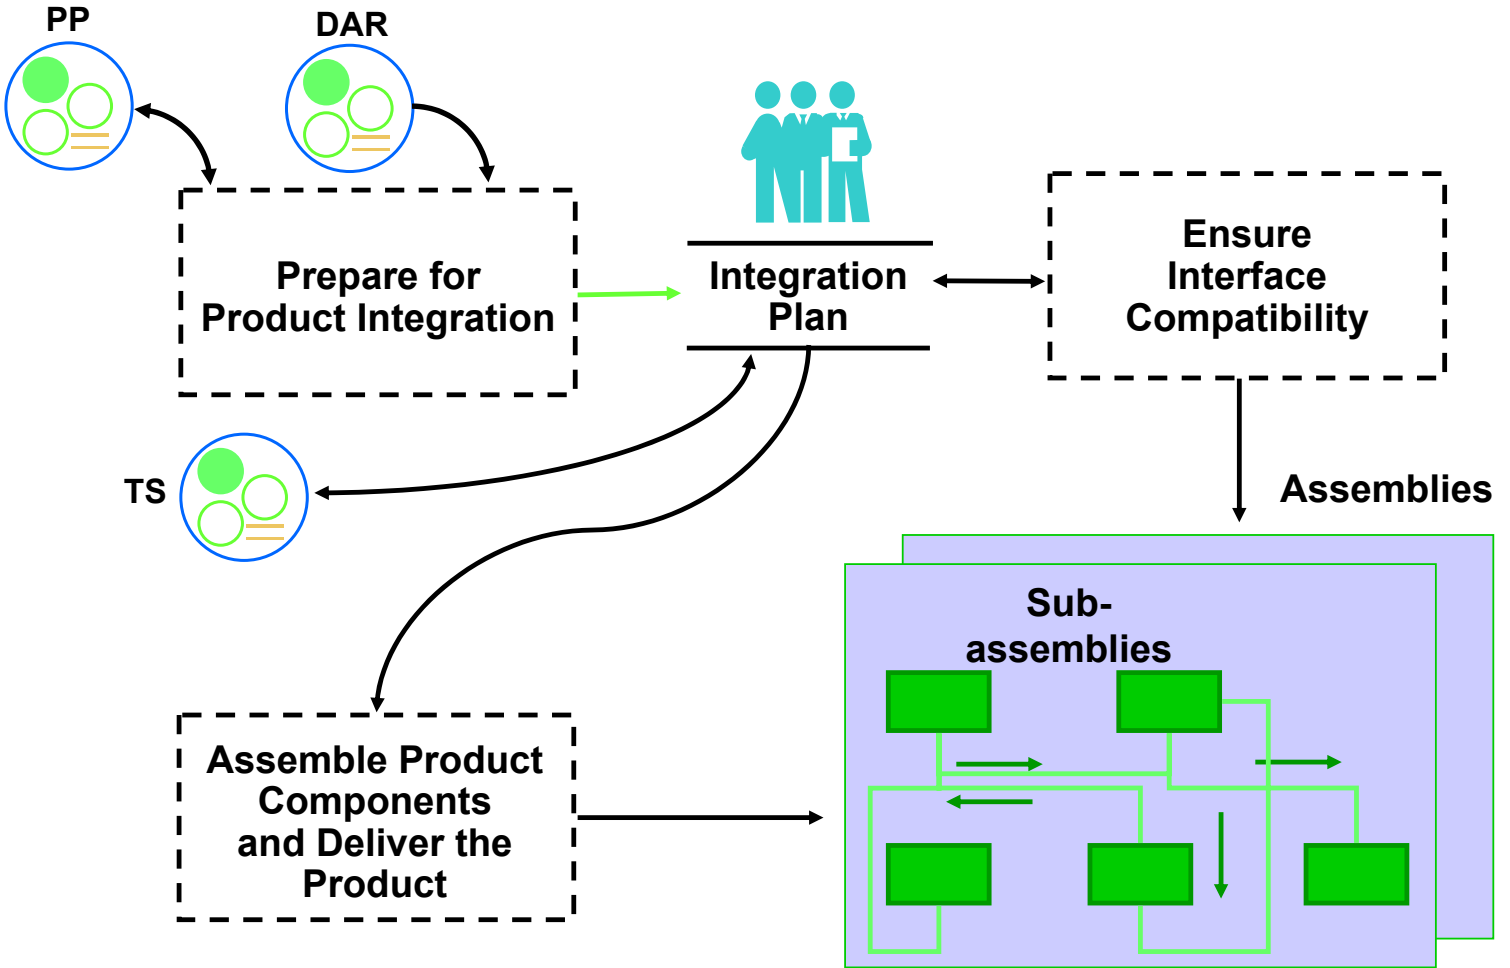 PP
DAR
Prepare for
Product Integration
Integration
Plan
Ensure
Interface
Compatibility
TS
Assemblies
Sub-
assemblies
Assemble Product
Components
and Deliver the
Product